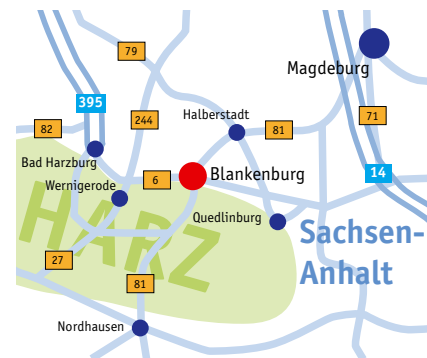 79
Magdeburg
395
Halberstadt
71
82
244
81
Bad Harzburg
14
6
Blankenburg
Wernigerode
HARZ
Quedlinburg
Sachsen-
Anhalt
27
81
Nordhausen